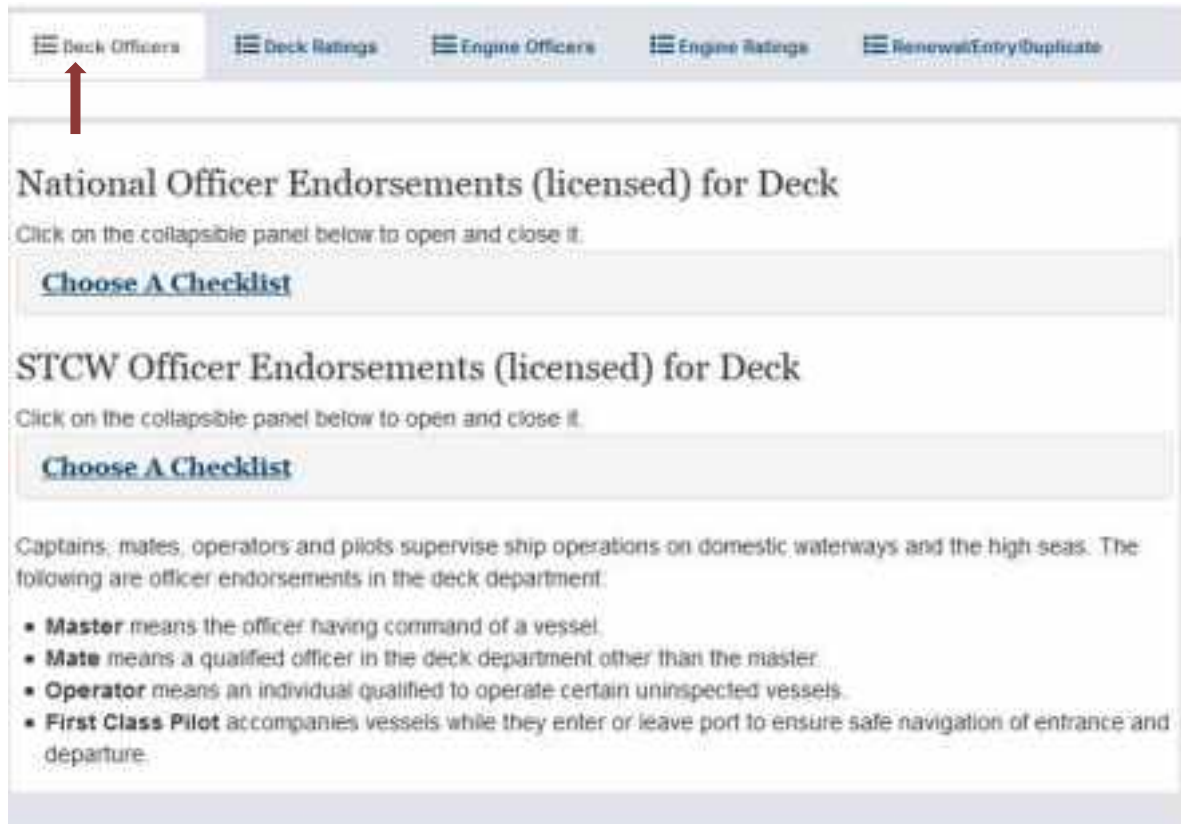 Deck Officers Deck Ratings Engine Officers Engine Ratings Renewal/Entry/Duplicate
National Officer Endorsements (licensed) for Deck
Click on the collapsible panel below to open and close it.
Choose A Checklist
STCW Officer Endorsements (licensed) for Deck
Click on the collapsible panel below to open and close it.
Choose A Checklist
Captains, mates, operators and pilots supervise ship operations on domestic waterways and the high seas. The
following are officer endorsements in the deck department:
• Master means the officer having command of a vessel.
• Mate means a qualified officer in the deck department other than the master.
• Operator means an individual qualified to operate certain uninspected vessels.
• First Class Pilot accompanies vessels while they enter or leave port to ensure safe navigation of entrance and
departure.